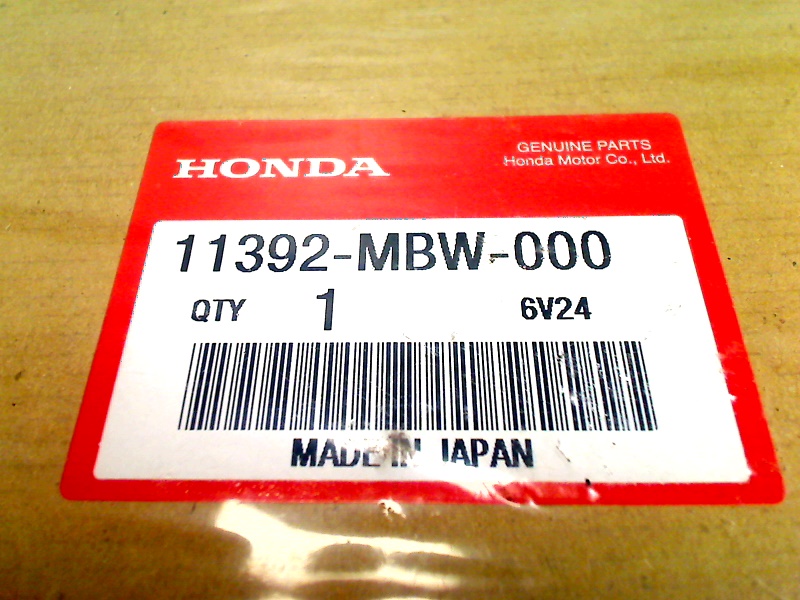 HONDA
GENUINE PARTS
Honda Motor Co., Ltd.
11392-MBW-000
QTY 1 6V24
MADE IN JAPAN